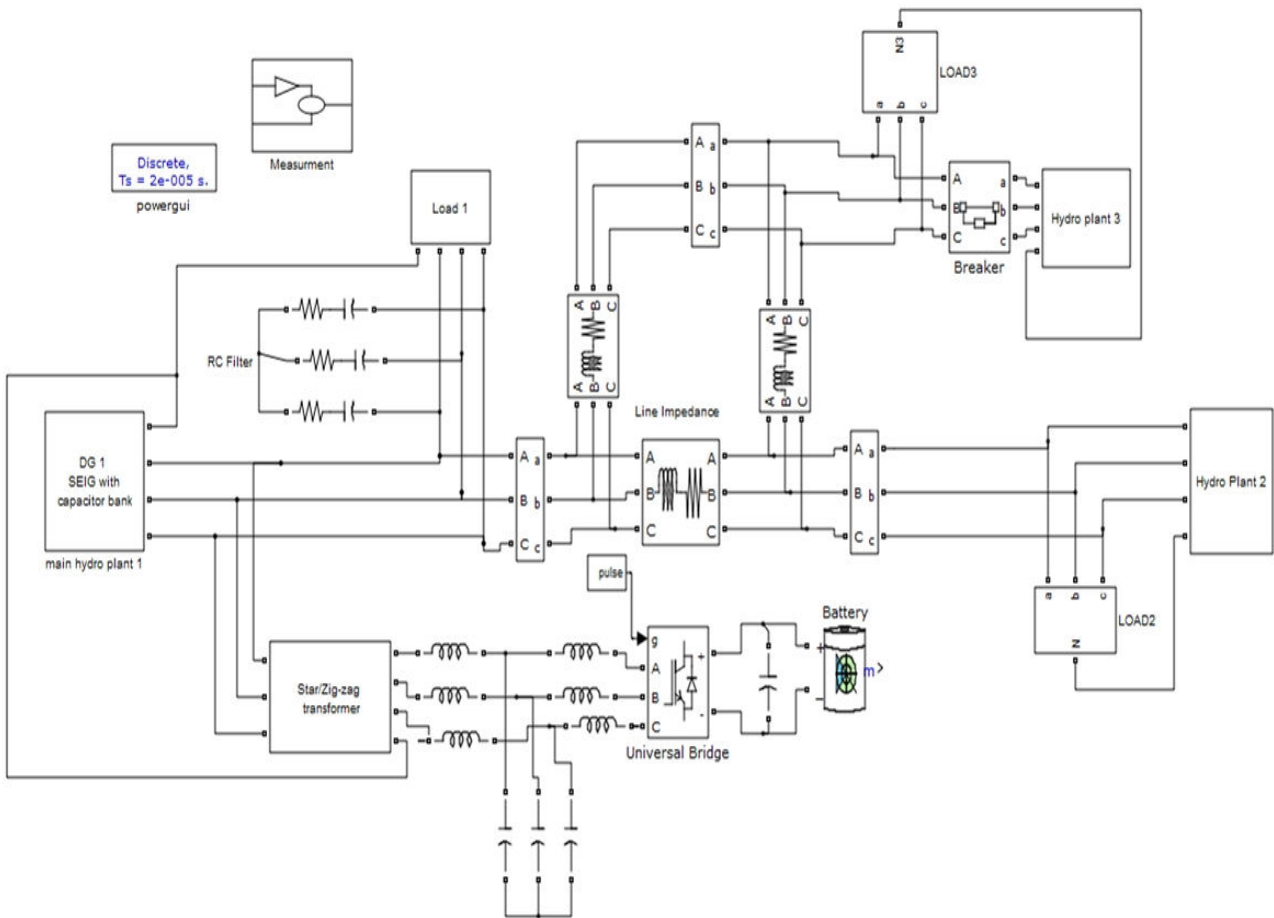 N3
LOAD3
a
b
c
Measurment
Discrete,
Ts = 2e-005 s.
powergui
Load 1
A a
B b
C c
A
B
C
a
b
c
Breaker
Hydro plant 3
A B C
A B C
A B C
A B C
RC Filter
Line Impedance
DG 1
SEIG with
capacitor bank
main hydro plant 1
A a
B b
C c
A A
B B
C C
A a
B b
C c
Hydro Plant 2
pulse
a
b
c
N
LOAD2
Star/Zig-zag
transformer
g
A
B
C
+
-
Universal Bridge
Battery
+
m
-